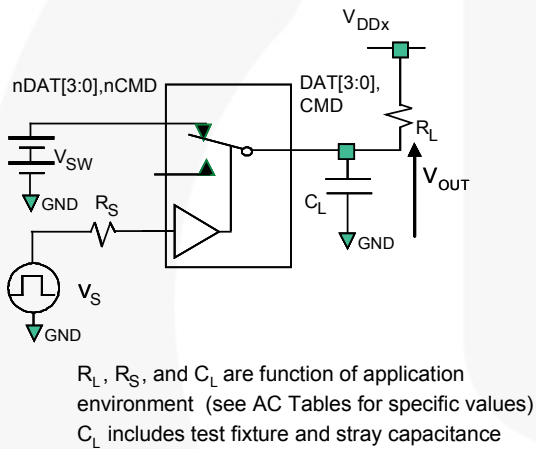 V_DDx
nDAT[3:0],nCMD
DAT[3:0],
CMD
R_L
V_SW
V_OUT
C_L
GND
R_S
GND
V_S
GND
R_L, R_S, and C_L are function of application
environment (see AC Tables for specific values)
C_L includes test fixture and stray capacitance